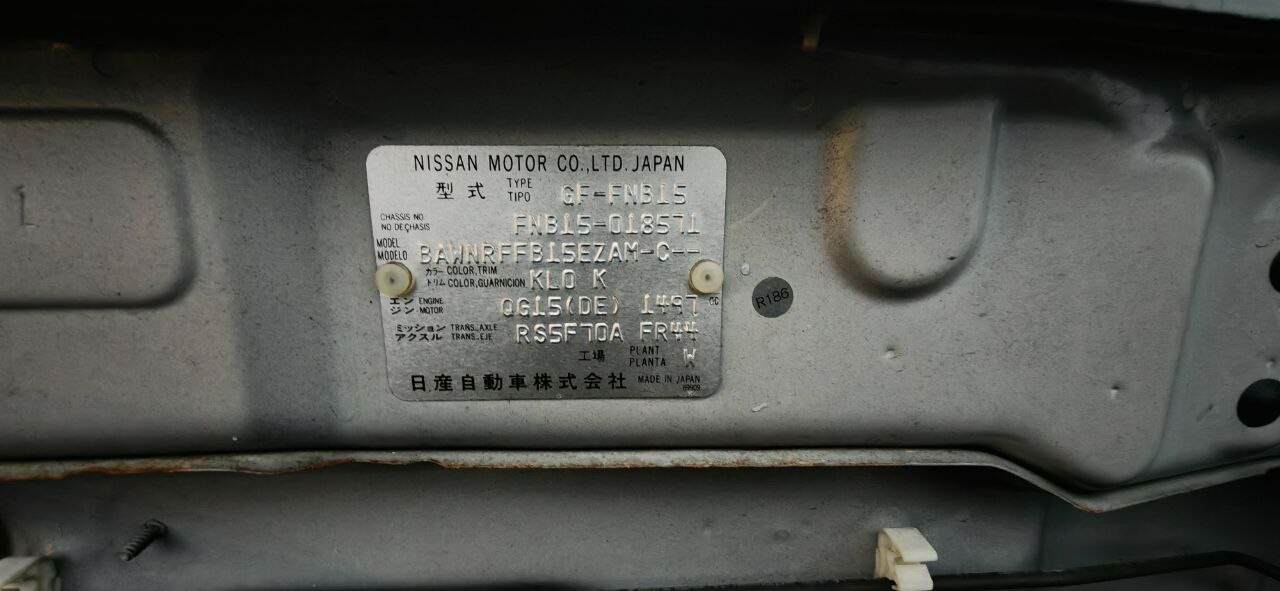 NISSAN MOTOR CO.,LTD. JAPAN
型式 TYPE TIPO GF-FNB15
CHASSIS NO NO DE CHASIS FNB15-018571
MODEL MODELO BAWNRFFB15EZAM-C--
カラー COLOR,TRIM トリム COLOR,GUARNICION KL0 K
エンジン ENGINE MOTOR QG15(DE) 1497 CC
ミッション アクスル TRANS.,AXLE TRANS.,EJE RS5F70A FR44
工場 PLANT PLANTA W
日産自動車株式会社 MADE IN JAPAN
R186
1